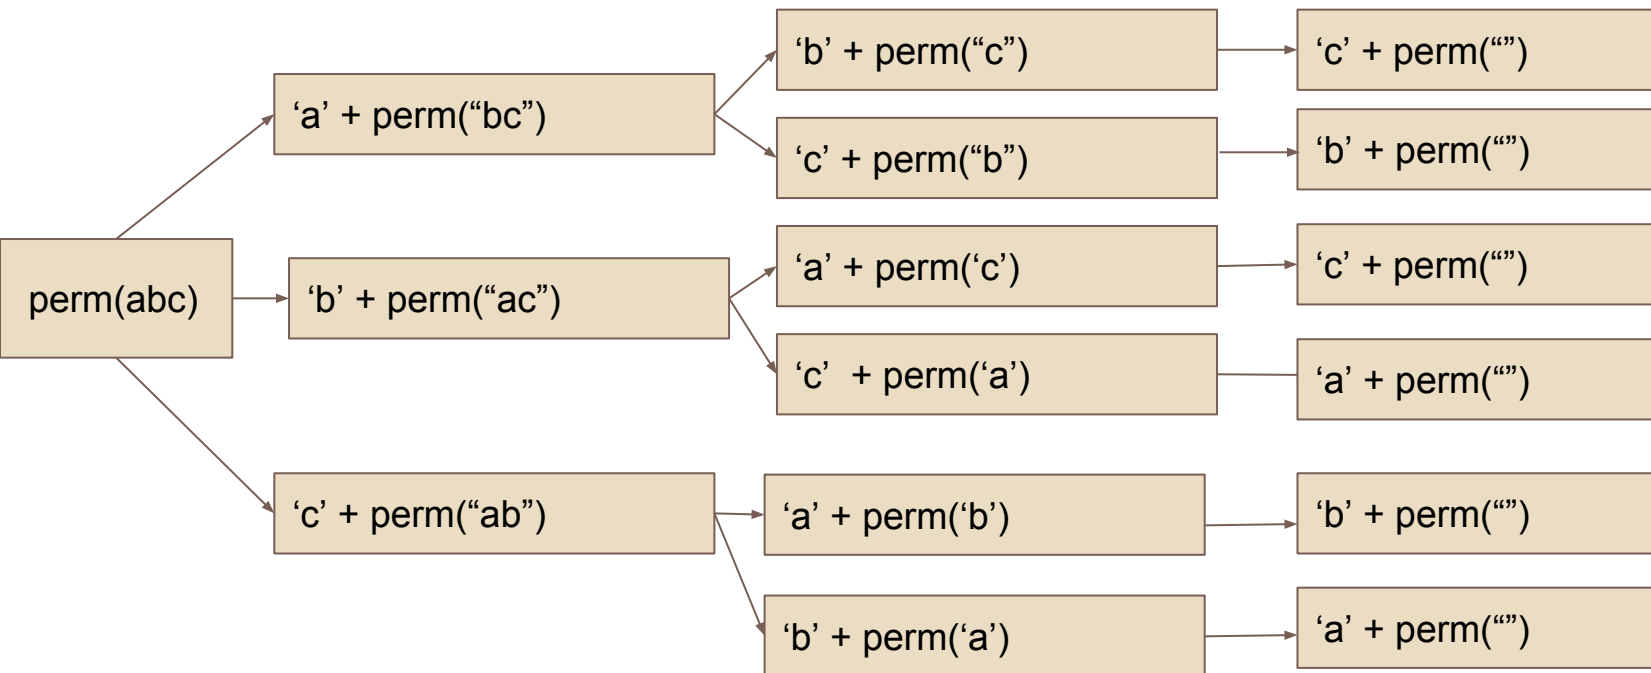 ‘b’ + perm(“c”)
‘c’ + perm(“”)
‘a’ + perm(“bc”)
‘c’ + perm(“b”)
‘b’ + perm(“”)
perm(abc)
‘b’ + perm(“ac”)
‘a’ + perm(‘c’)
‘c’ + perm(“”)
‘c’  + perm(‘a’)
‘a’ + perm(“”)
‘c’ + perm(“ab”)
‘a’ + perm(‘b’)
‘b’ + perm(“”)
‘b’ + perm(‘a’)
‘a’ + perm(“”)